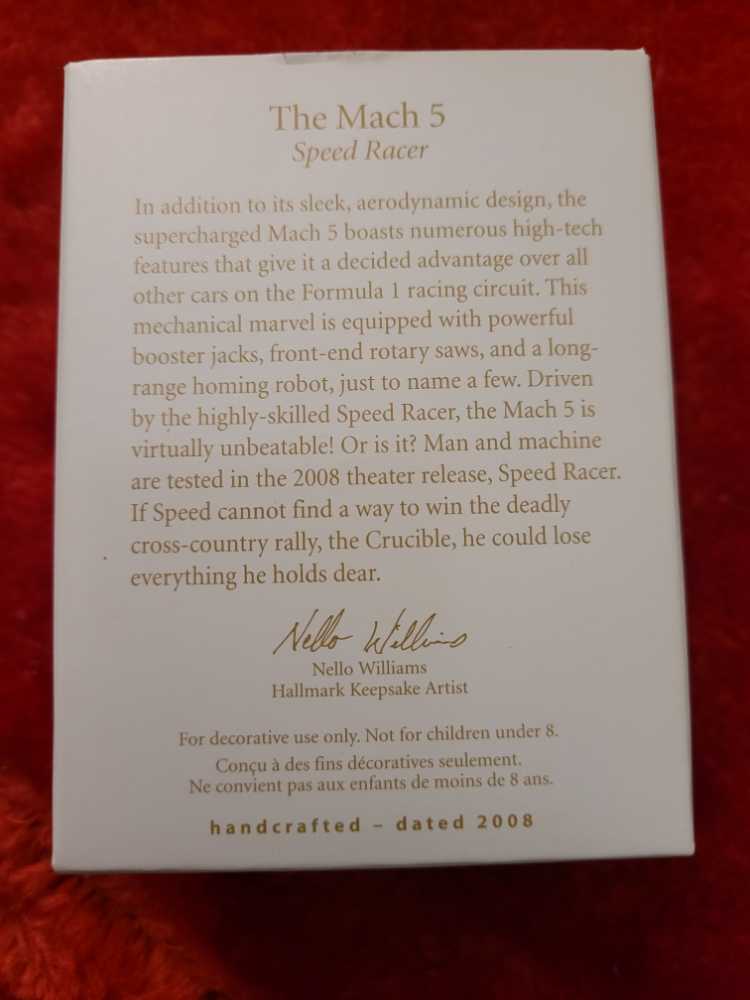 The Mach 5
Speed Racer
In addition to its sleek, aerodynamic design, the
supercharged Mach 5 boasts numerous high-tech
features that give it a decided advantage over all
other cars on the Formula 1 racing circuit. This
mechanical marvel is equipped with powerful
booster jacks, front-end rotary saws, and a long-
range homing robot, just to name a few. Driven
by the highly-skilled Speed Racer, the Mach 5 is
virtually unbeatable! Or is it? Man and machine
are tested in the 2008 theater release, Speed Racer.
If Speed cannot find a way to win the deadly
cross-country rally, the Crucible, he could lose
everything he holds dear.
Nello Williams
Nello Williams
Hallmark Keepsake Artist
For decorative use only. Not for children under 8.
Conçu à des fins décoratives seulement.
Ne convient pas aux enfants de moins de 8 ans.
handcrafted – dated 2008